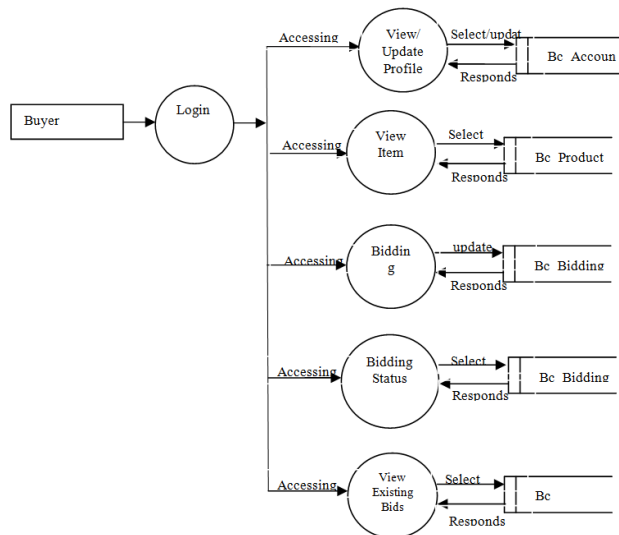 Accessing
View/
Update
Profile
Select/updat
Responds
Bc Accoun
Buyer
Login
Accessing
View
Item
Select
Responds
Bc Product
Accessing
Biddin
g
update
Responds
Bc Bidding
Accessing
Bidding
Status
Select
Responds
Bc Bidding
Accessing
View
Existing
Bids
Select
Responds
Bc